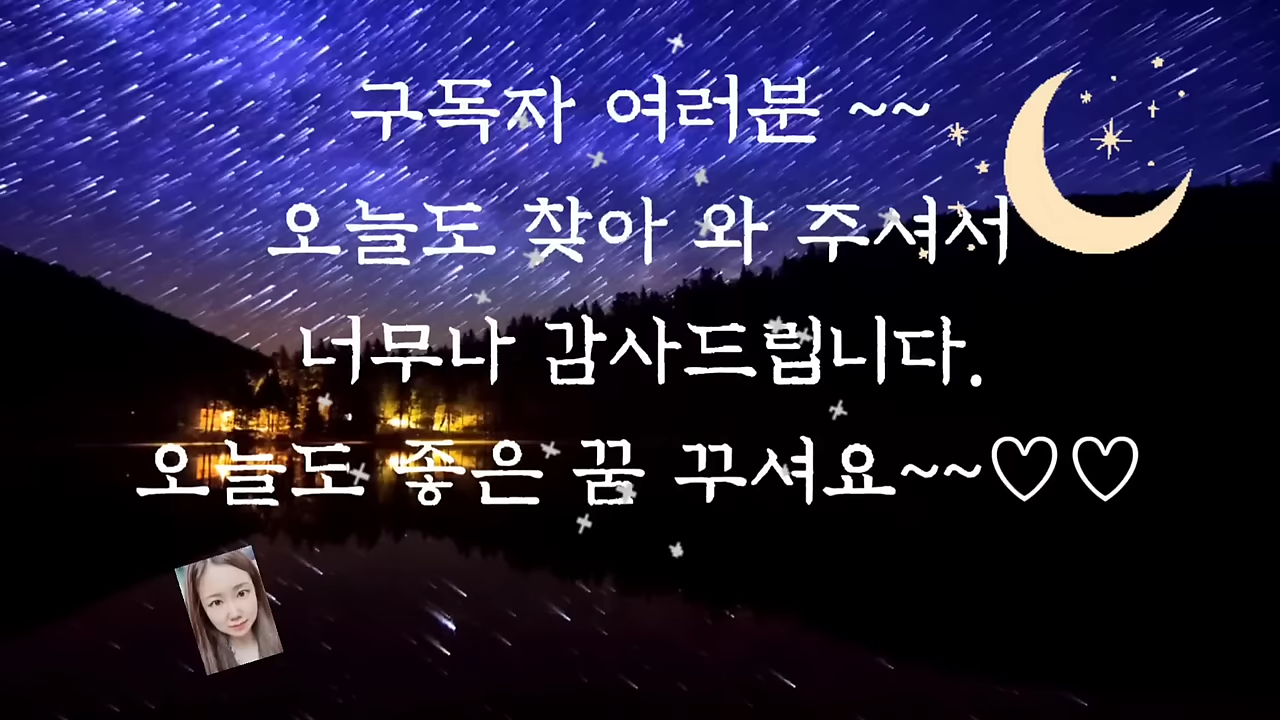 구독자 여러분 ~~
오늘도 찾아 와 주셔서
너무나 감사드립니다.
오늘도 좋은 꿈 꾸셔요~~♡♡